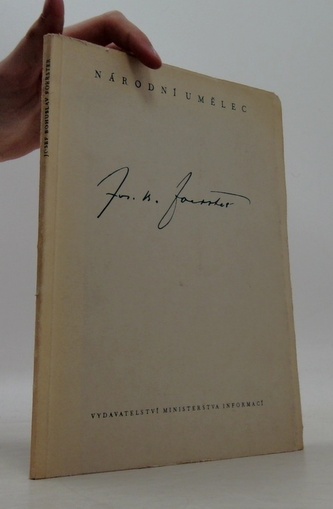 NÁRODNÍ UMĚLEC
Jos. B. Foerster
VYDAVATELSTVÍ MINISTERSTVA INFORMACÍ
JOSEF BOHUSLAV FOERSTER